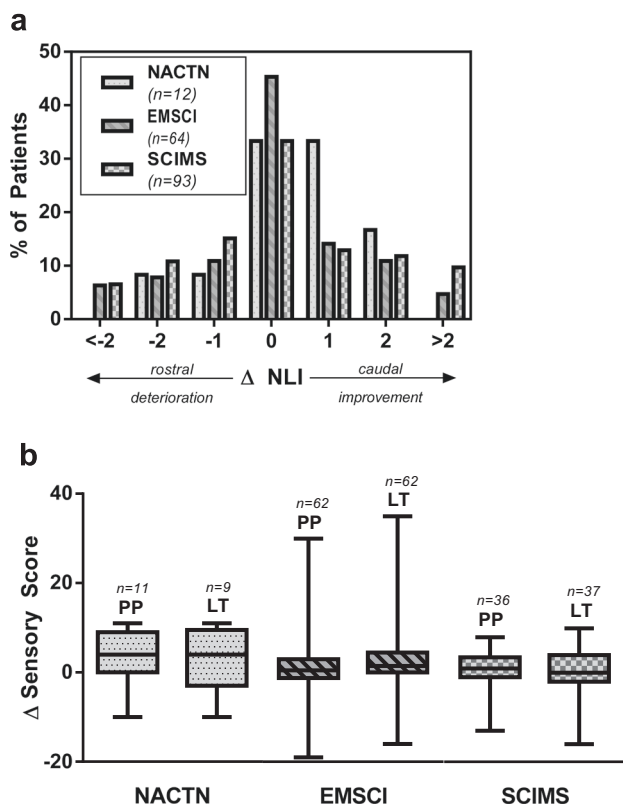 a
50
40
30
20
10
0
% of Patients
NACTN
(n=12)
EMSCI
(n=64)
SCIMS
(n=93)
<-2 -2 -1 0 1 2 >2
rostral Δ NLI caudal
deterioration improvement
b
40
20
0
-20
Δ Sensory Score
n=11 n=9 n=62 n=62 n=36 n=37
PP LT PP LT PP LT
NACTN EMSCI SCIMS